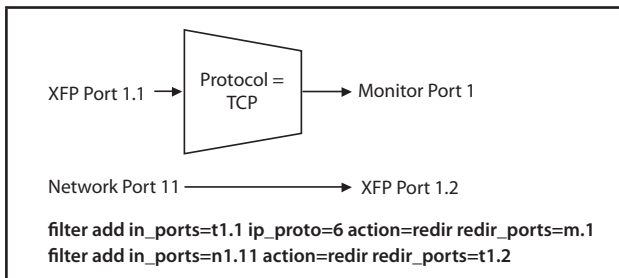 XFP Port 1.1
Protocol =
TCP
Monitor Port 1
Network Port 11
XFP Port 1.2
filter add in_ports=t1.1 ip_proto=6 action=redir redir_ports=m.1
filter add in_ports=n1.11 action=redir redir_ports=t1.2